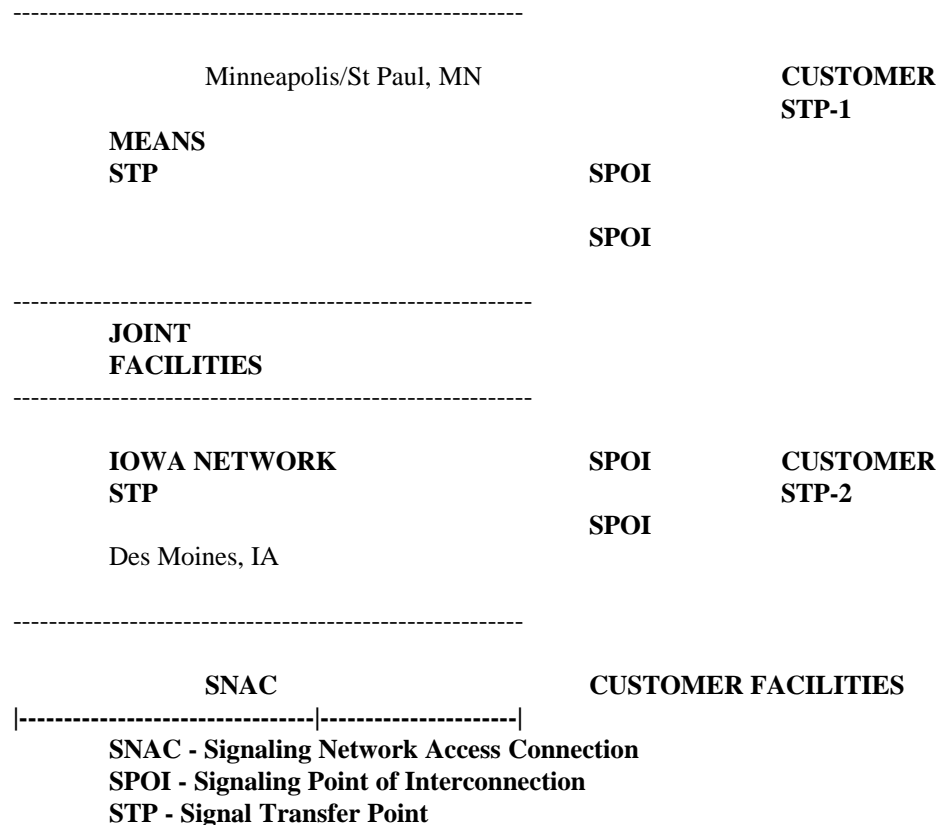 ---------------------------------------------------------
Minneapolis/St Paul, MN CUSTOMER
STP-1
MEANS
STP SPOI
SPOI
----------------------------------------------------------
JOINT
FACILITIES
----------------------------------------------------------
IOWA NETWORK SPOI CUSTOMER
STP STP-2
SPOI
Des Moines, IA
---------------------------------------------------------
SNAC CUSTOMER FACILITIES
|---------------------------------|----------------------|
SNAC - Signaling Network Access Connection
SPOI - Signaling Point of Interconnection
STP - Signal Transfer Point